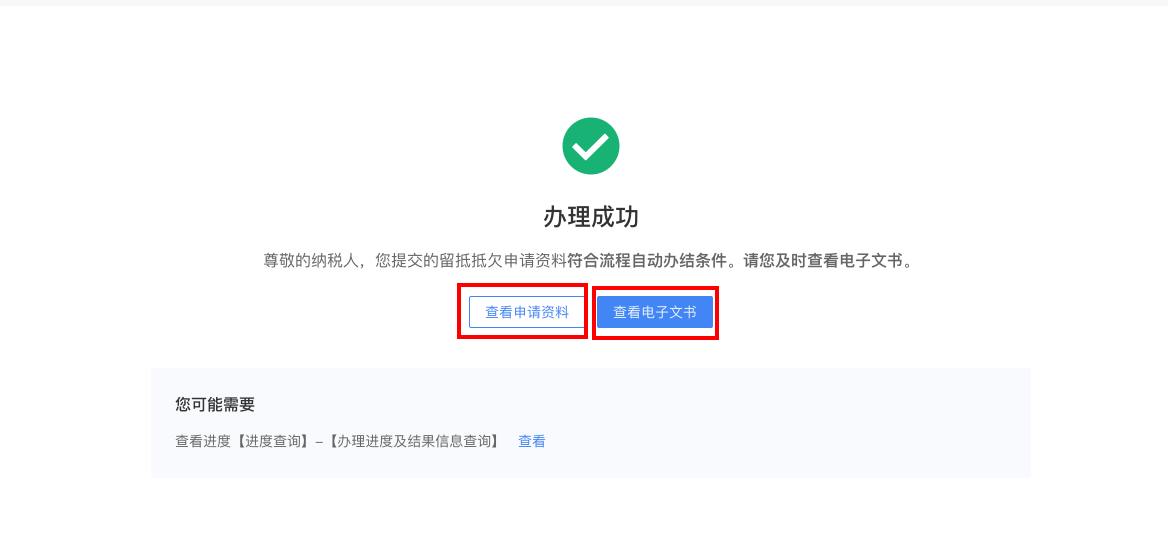 办理成功
尊敬的纳税人，您提交的留抵抵欠申请资料符合流程自动办结条件。请您及时查看电子文书。
查看申请资料 查看电子文书
您可能需要
查看进度【进度查询】–【办理进度及结果信息查询】 查看